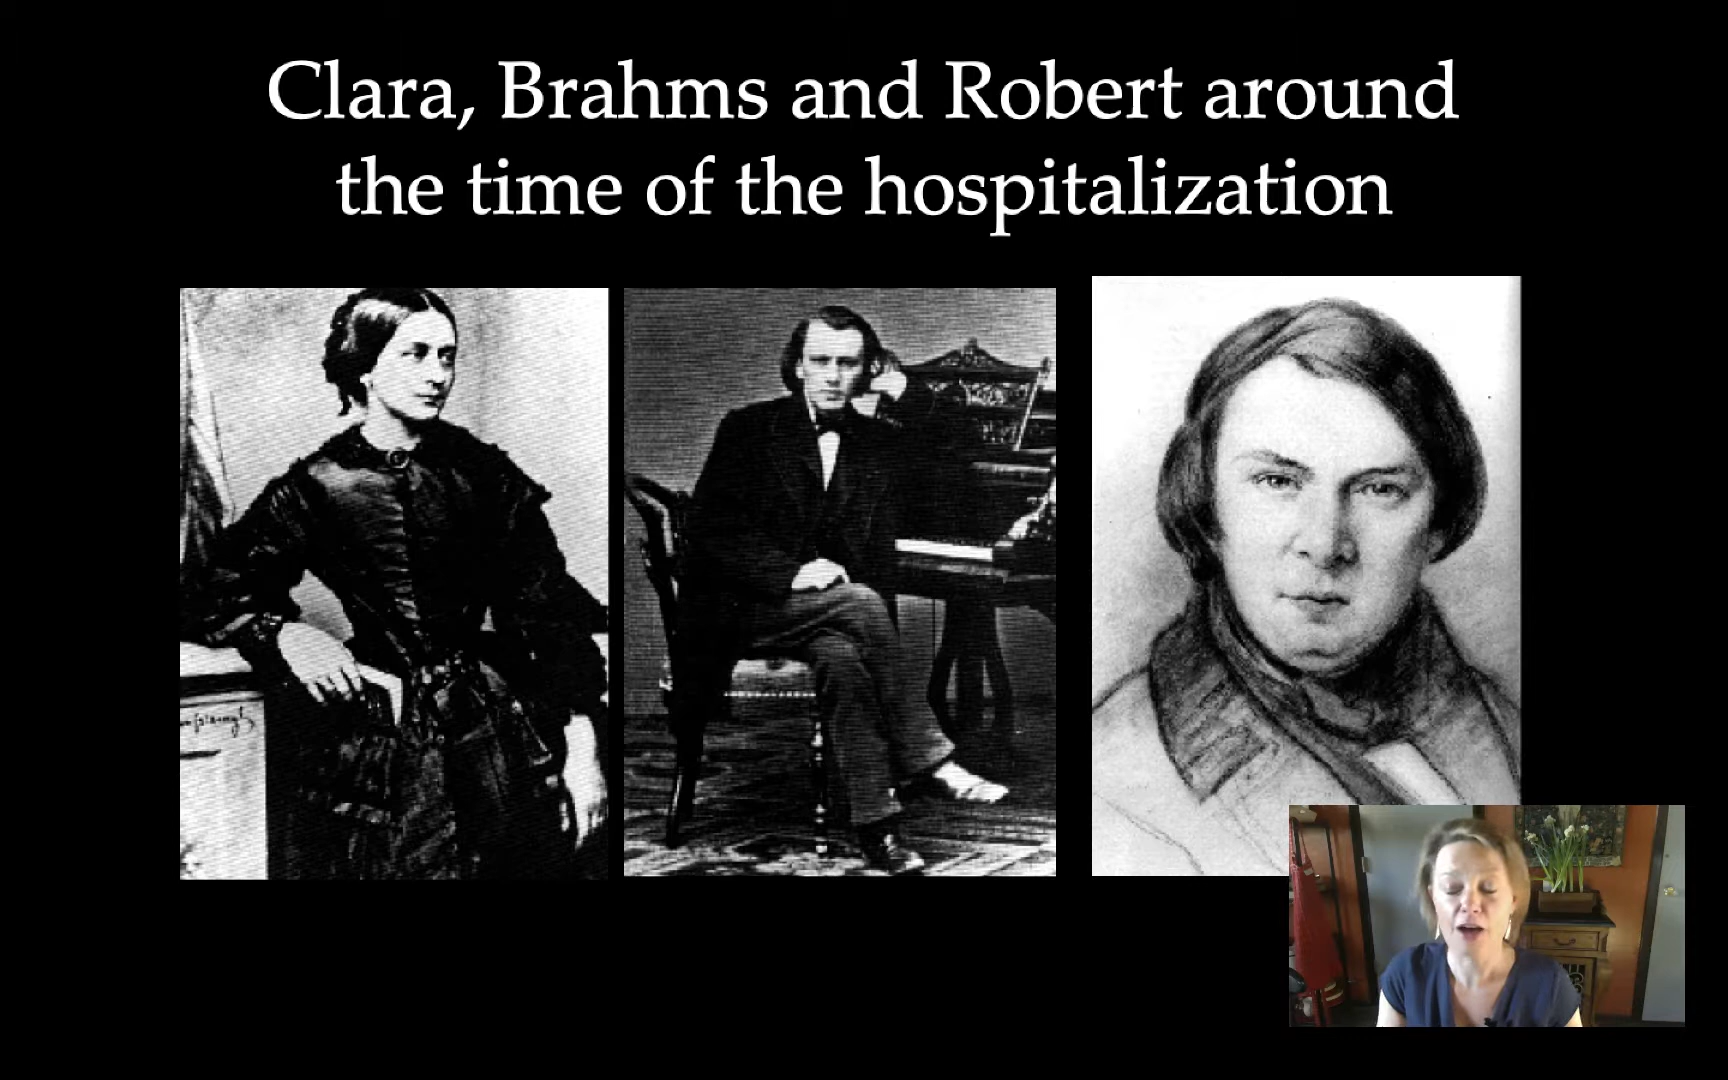 Clara, Brahms and Robert around
the time of the hospitalization